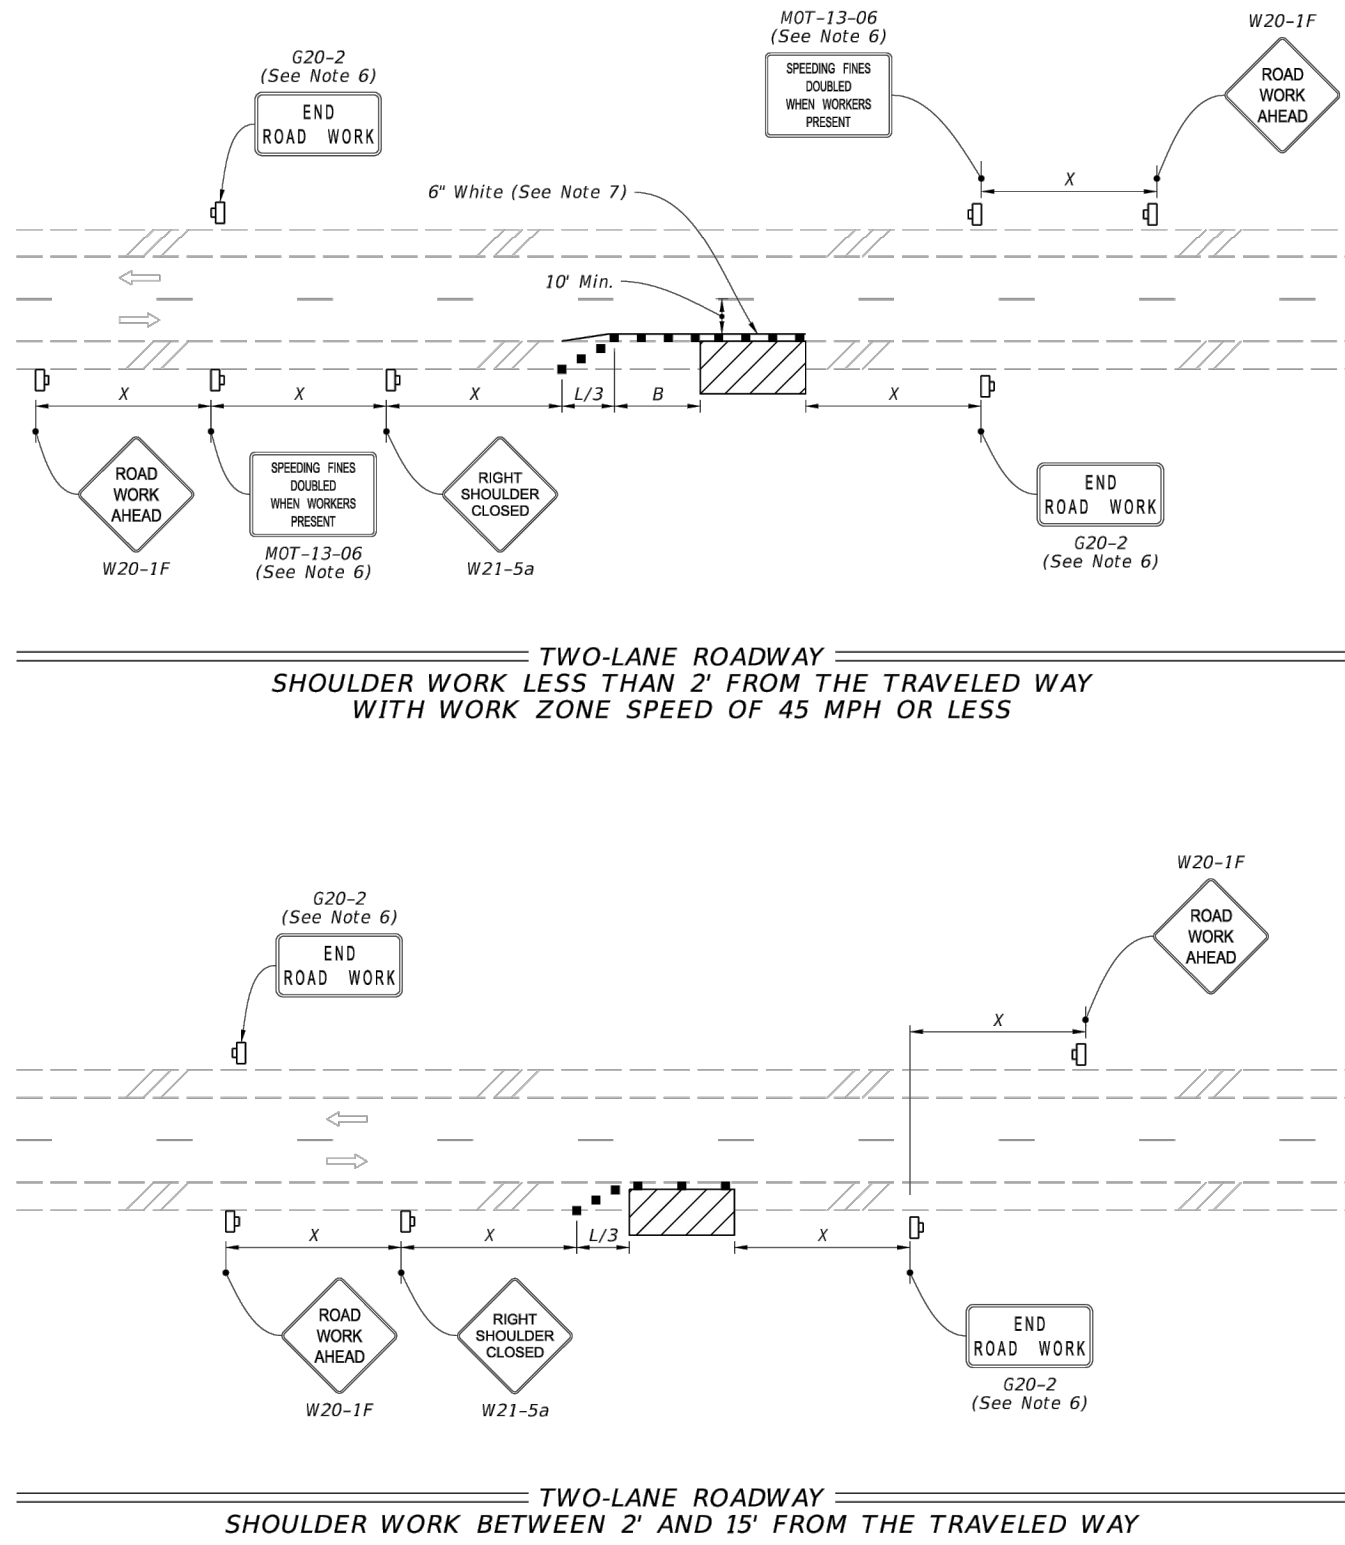 MOT-13-06
(See Note 6)
SPEEDING FINES
DOUBLED
WHEN WORKERS
PRESENT
W20-1F
ROAD
WORK
AHEAD
G20-2
(See Note 6)
END
ROAD WORK
X
6" White (See Note 7)
10' Min.
X
X
X
L/3
B
X
ROAD
WORK
AHEAD
W20-1F
SPEEDING FINES
DOUBLED
WHEN WORKERS
PRESENT
MOT-13-06
(See Note 6)
RIGHT
SHOULDER
CLOSED
W21-5a
END
ROAD WORK
G20-2
(See Note 6)
TWO-LANE ROADWAY
SHOULDER WORK LESS THAN 2' FROM THE TRAVELED WAY
WITH WORK ZONE SPEED OF 45 MPH OR LESS
W20-1F
ROAD
WORK
AHEAD
G20-2
(See Note 6)
END
ROAD WORK
X
X
X
L/3
X
ROAD
WORK
AHEAD
W20-1F
RIGHT
SHOULDER
CLOSED
W21-5a
END
ROAD WORK
G20-2
(See Note 6)
TWO-LANE ROADWAY
SHOULDER WORK BETWEEN 2' AND 15' FROM THE TRAVELED WAY